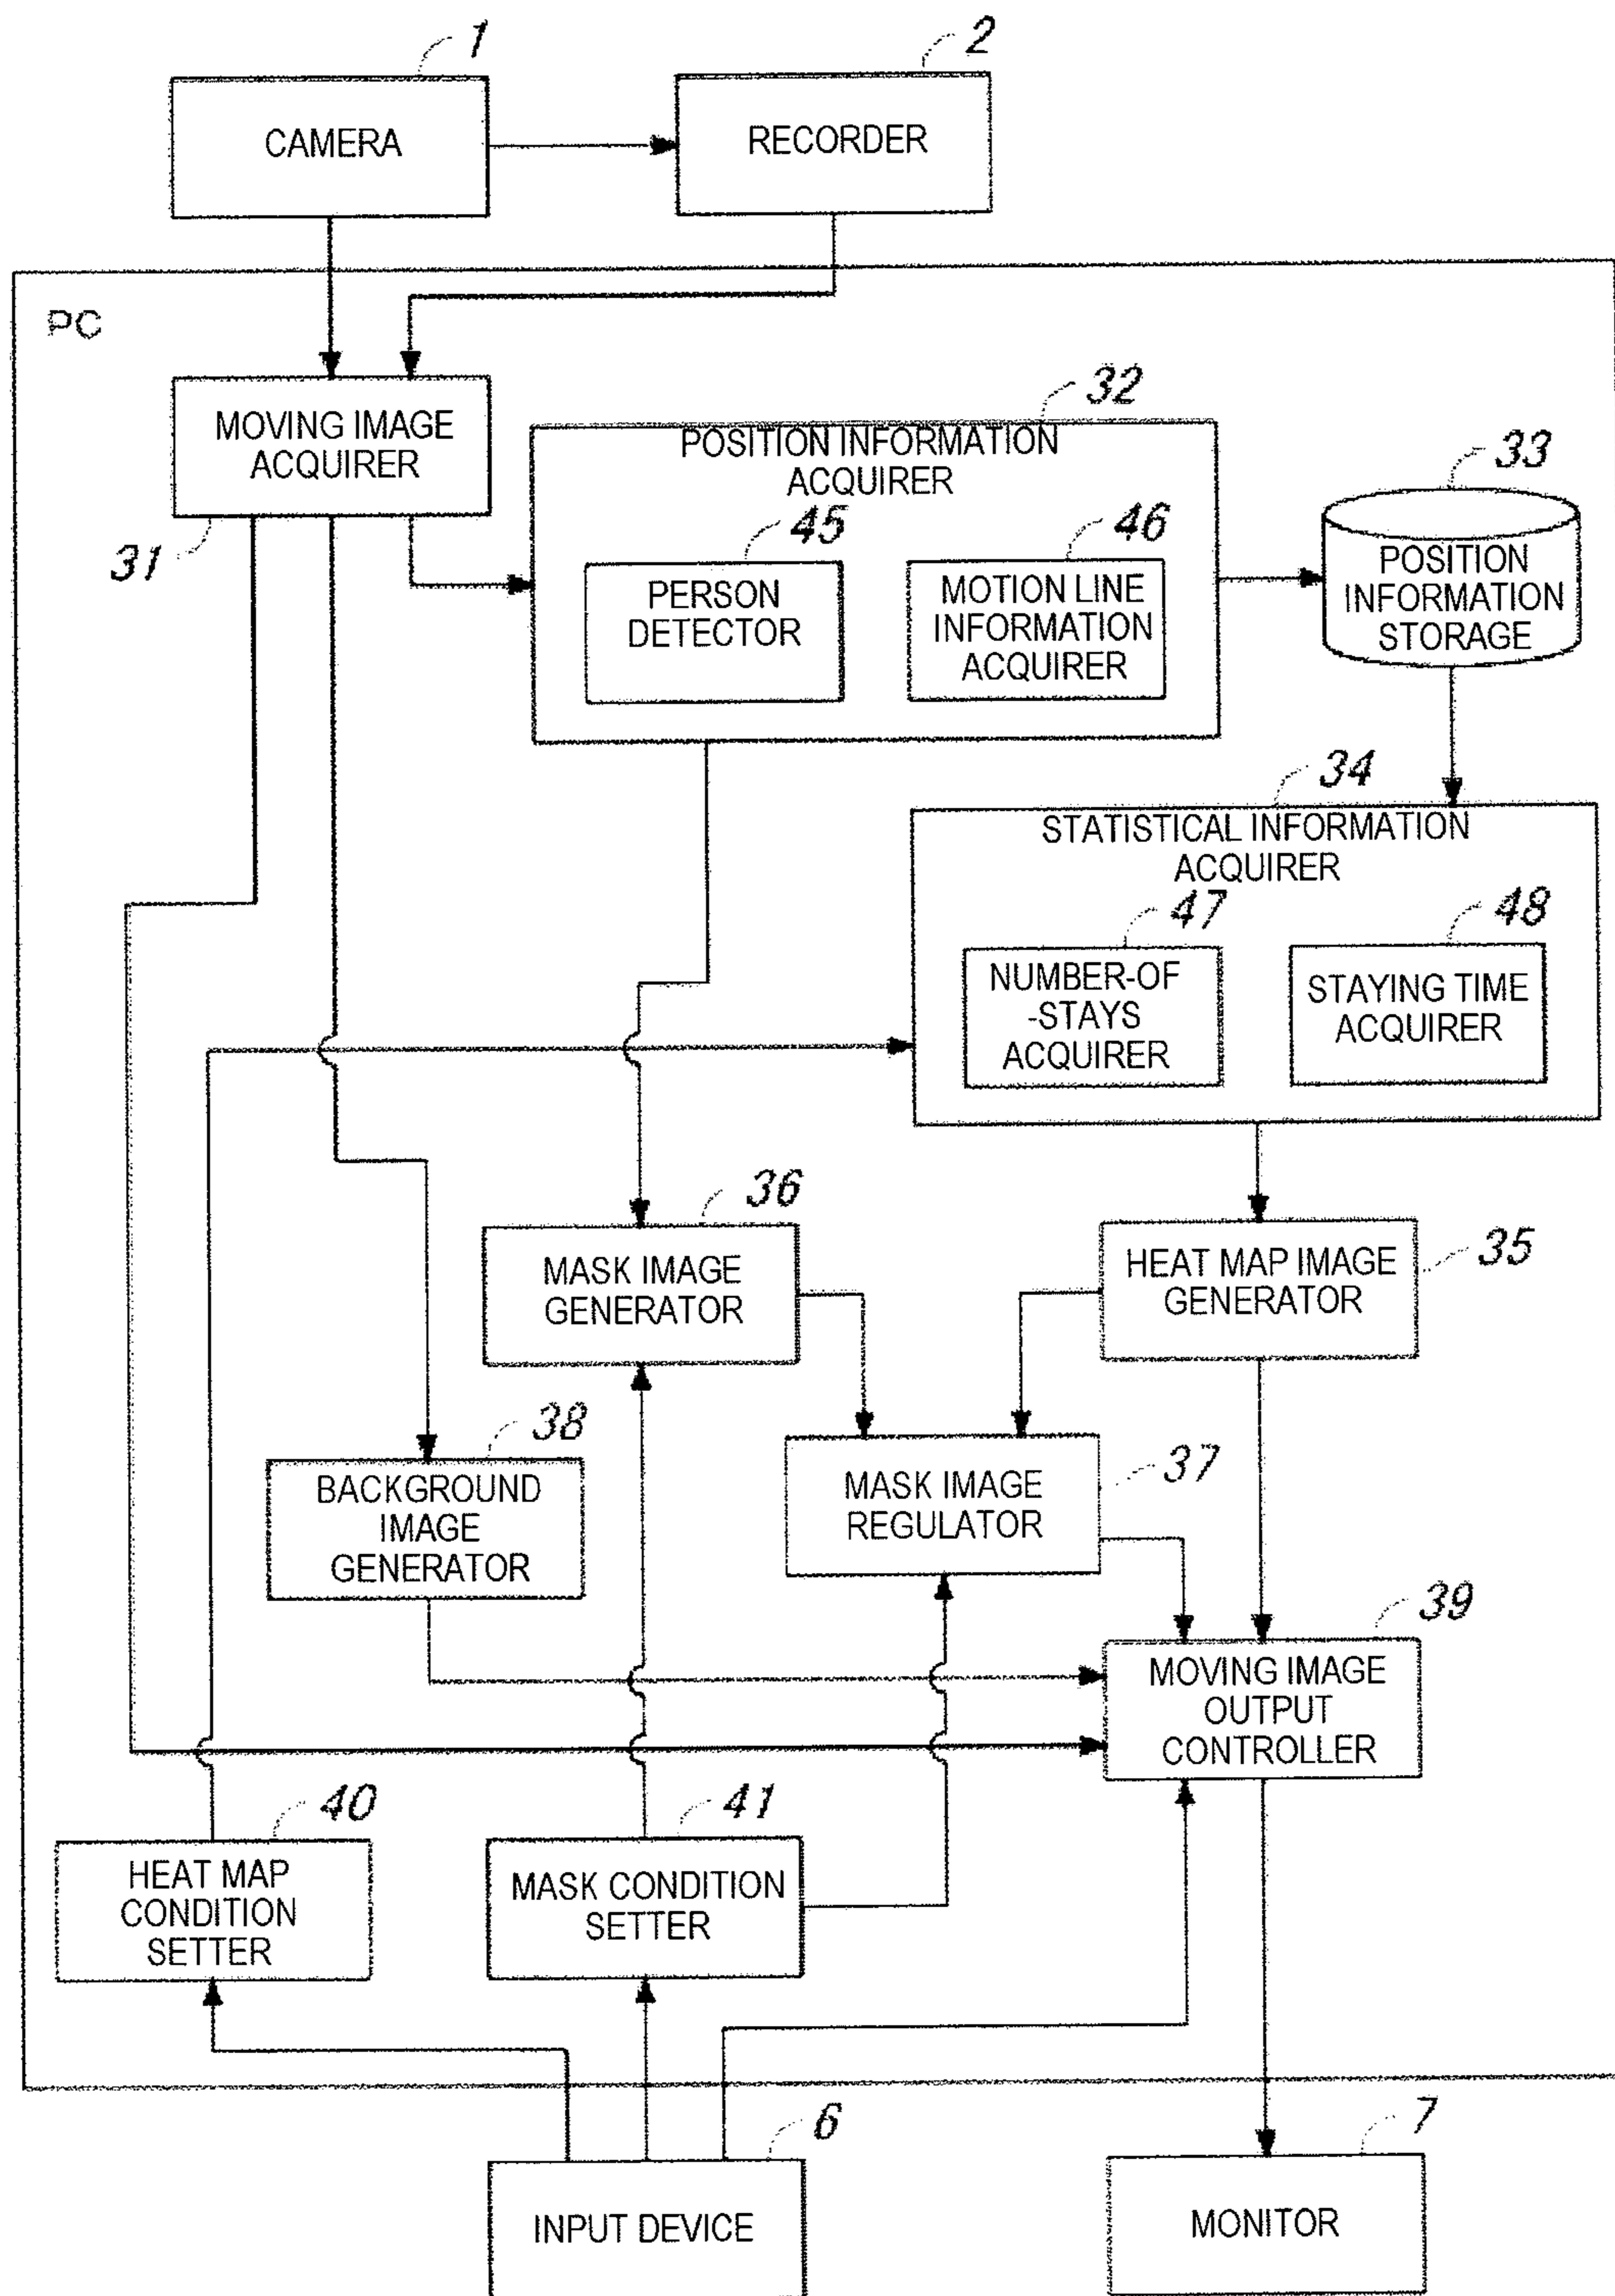 1
2
CAMERA
RECORDER
PC
MOVING IMAGE
ACQUIRER
31
32
POSITION INFORMATION
ACQUIRER
45
PERSON
DETECTOR
46
MOTION LINE
INFORMATION
ACQUIRER
33
POSITION
INFORMATION
STORAGE
34
STATISTICAL INFORMATION
ACQUIRER
47
NUMBER-OF
-STAYS
ACQUIRER
48
STAYING TIME
ACQUIRER
36
MASK IMAGE
GENERATOR
HEAT MAP IMAGE
GENERATOR
35
38
BACKGROUND
IMAGE
GENERATOR
MASK IMAGE
REGULATOR
37
39
MOVING IMAGE
OUTPUT
CONTROLLER
40
HEAT MAP
CONDITION
SETTER
41
MASK CONDITION
SETTER
6
INPUT DEVICE
7
MONITOR